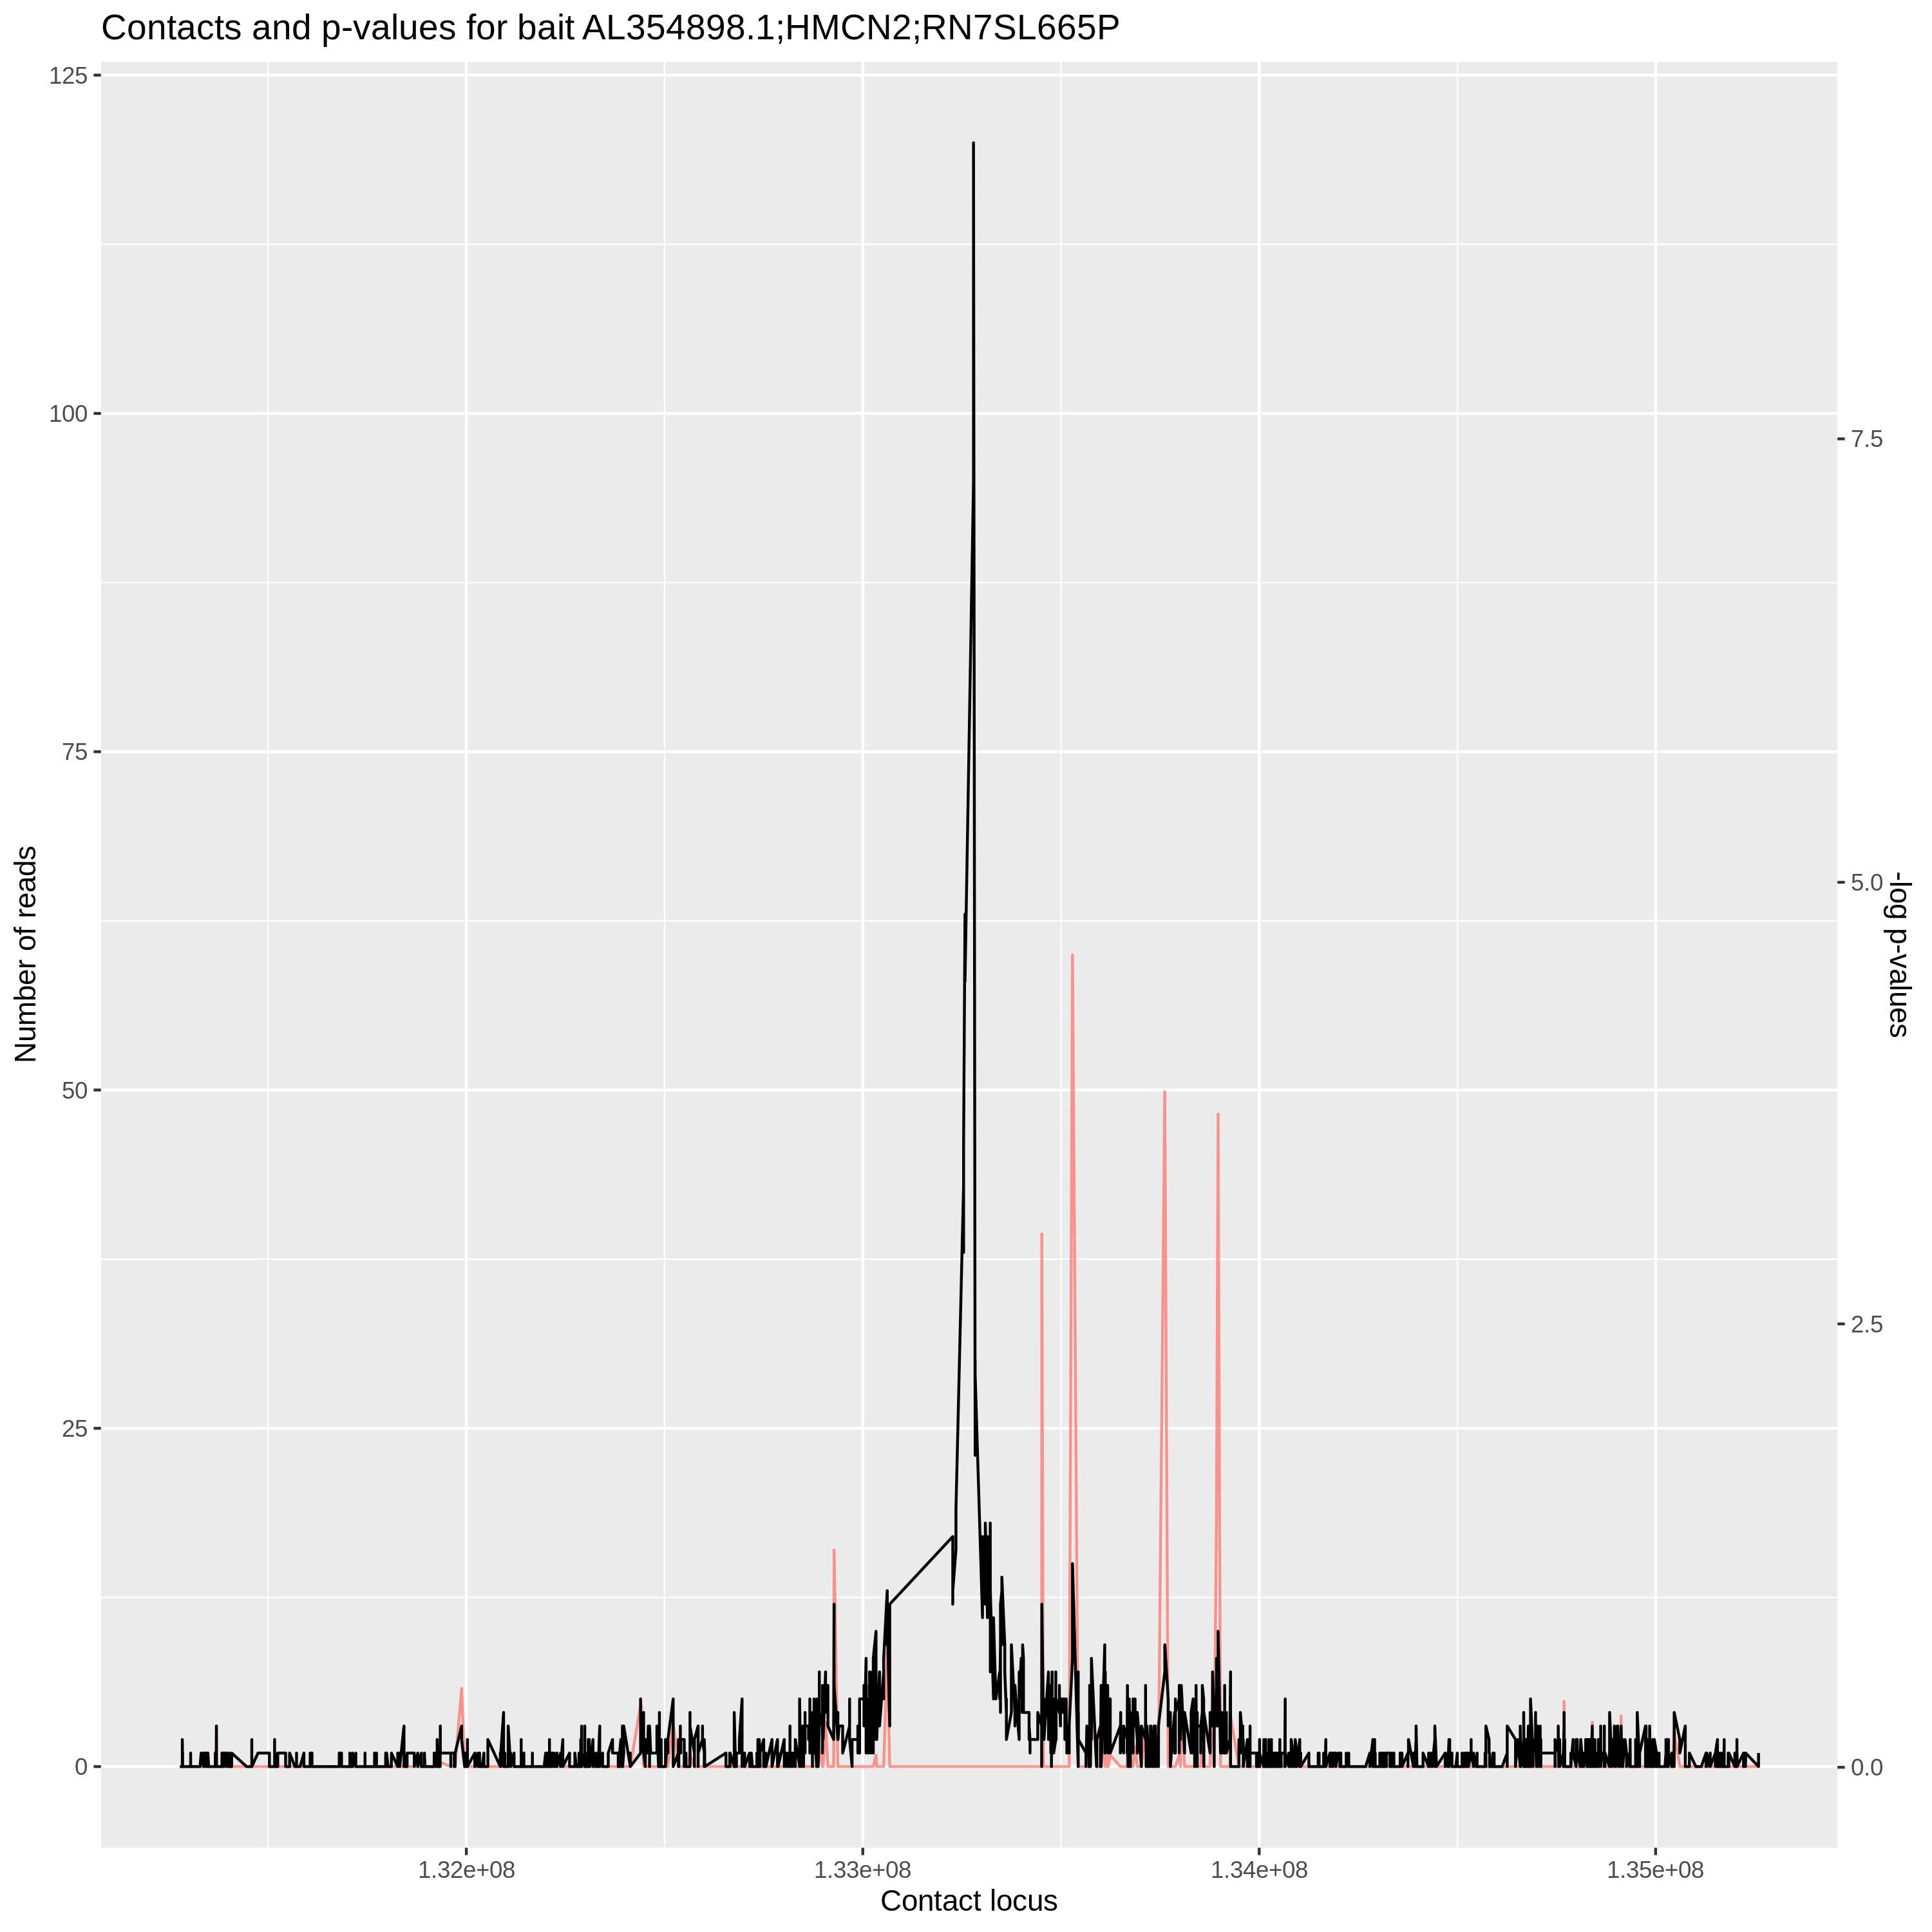 Contacts and p-values for bait AL354898.1;HMCN2;RN7SL665P
125
100
75
50
25
0
Number of reads
7.5
5.0
2.5
0.0
-log p-values
1.32e+08
1.33e+08
1.34e+08
1.35e+08
Contact locus